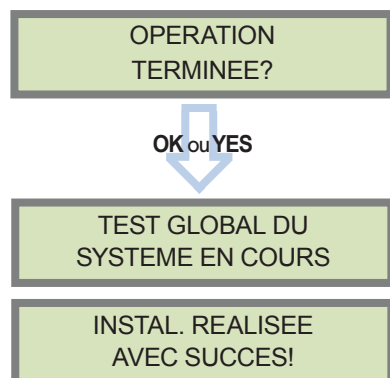 OPERATION
TERMINEE?
OK ou YES
TEST GLOBAL DU
SYSTEME EN COURS
INSTAL. REALISEE
AVEC SUCCES!